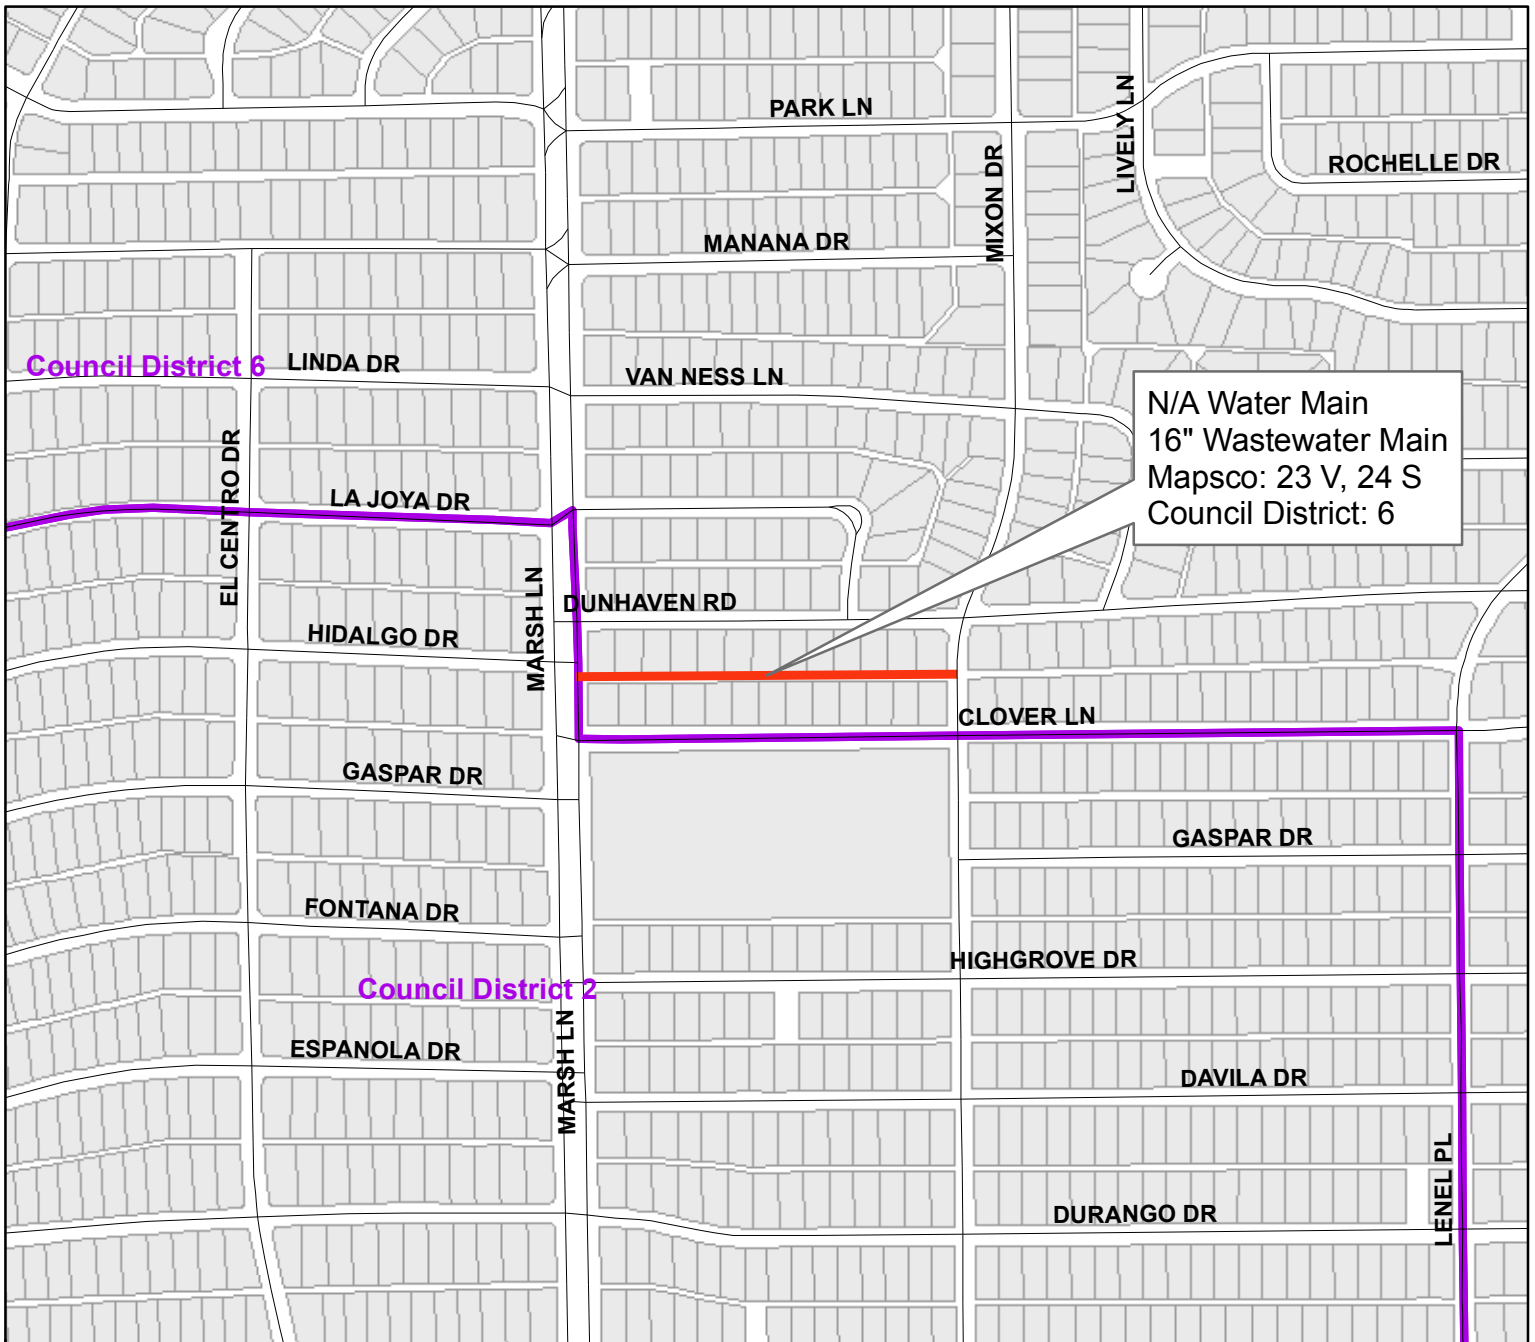 PARK LN
LIVELY LN
ROCHELLE DR
MIXON DR
MANANA DR
Council District 6
LINDA DR
VAN NESS LN
N/A Water Main
16" Wastewater Main
Mapsco: 23 V, 24 S
Council District: 6
EL CENTRO DR
LA JOYA DR
MARSH LN
DUNHAVEN RD
HIDALGO DR
CLOVER LN
GASPAR DR
GASPAR DR
FONTANA DR
HIGHGROVE DR
Council District 2
MARSH LN
ESPANOLA DR
DAVILA DR
LENEL PL
DURANGO DR